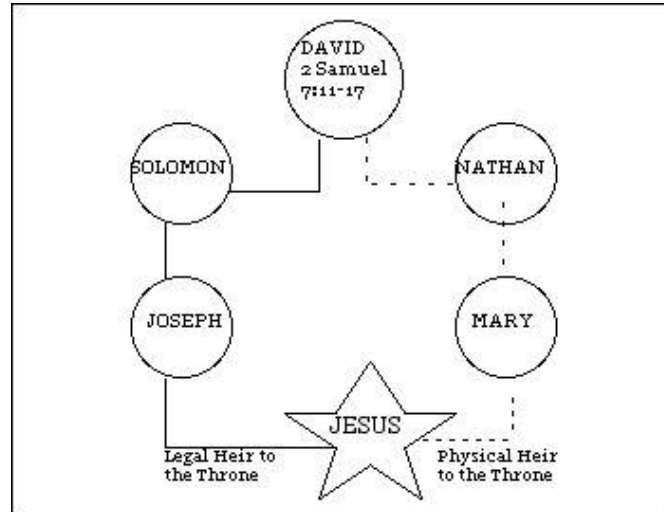 DAVID
2 Samuel
7:11-17
SOLOMON
NATHAN
JOSEPH
MARY
JESUS
Legal Heir to
the Throne
Physical Heir
to the Throne